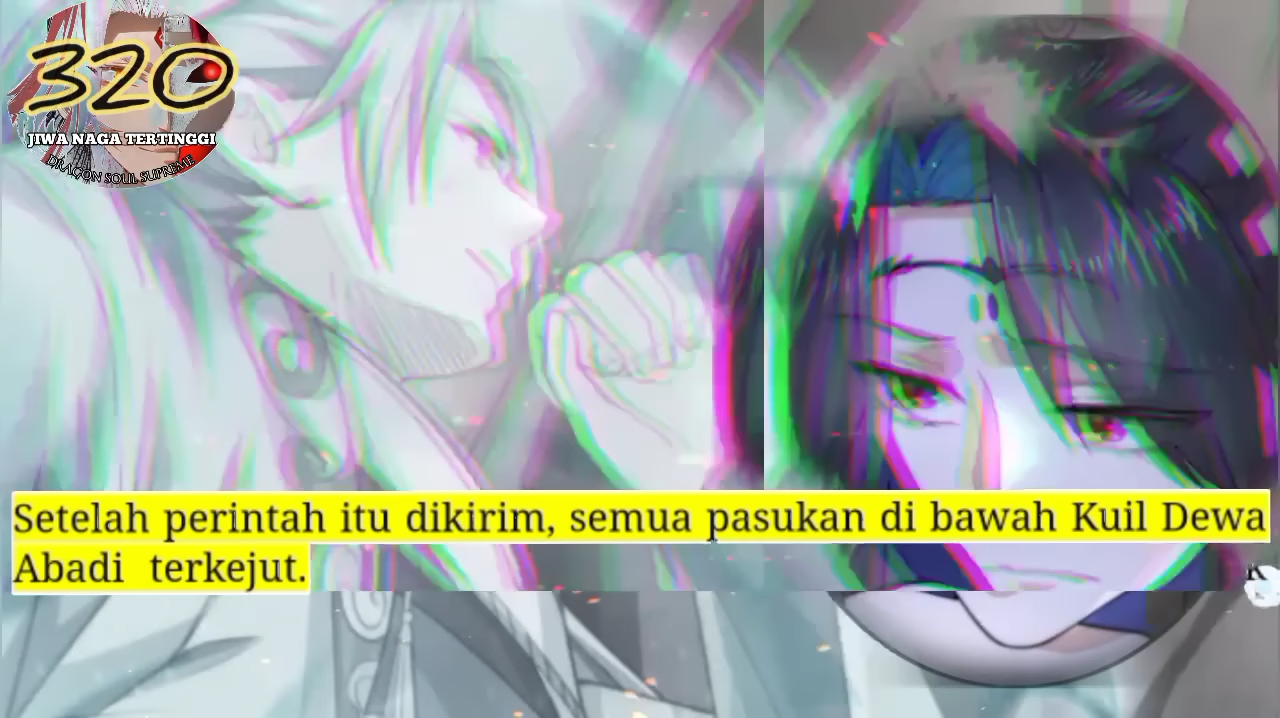 320
JIWA NAGA TERTINGGI
DRAGON SOUL SUPREME
Setelah perintah itu dikirim, semua pasukan di bawah Kuil Dewa
Abadi terkejut.
K